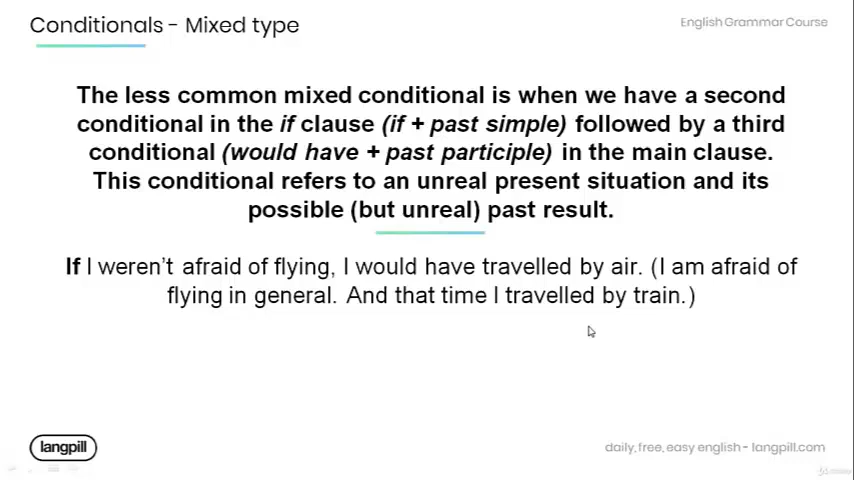 Conditionals - Mixed type
English Grammar Course
The less common mixed conditional is when we have a second
conditional in the if clause (if + past simple) followed by a third
conditional (would have + past participle) in the main clause.
This conditional refers to an unreal present situation and its
possible (but unreal) past result.
If I weren't afraid of flying, I would have travelled by air. (I am afraid of
flying in general. And that time I travelled by train.)
langpill
daily, free, easy english - langpill.com